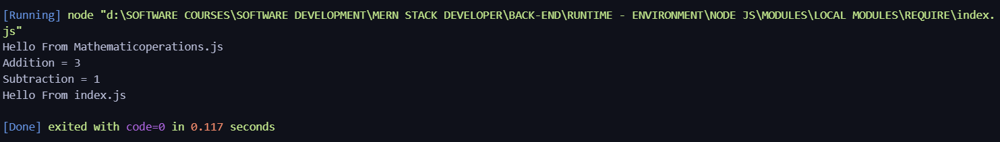 [Running] node "d:\SOFTWARE COURSES\SOFTWARE DEVELOPMENT\MERN STACK DEVELOPER\BACK-END\RUNTIME - ENVIRONMENT\NODE JS\MODULES\LOCAL MODULES\REQUIRE\index.
js"
Hello From Mathematicoperations.js
Addition = 3
Subtraction = 1
Hello From index.js
[Done] exited with code=0 in 0.117 seconds